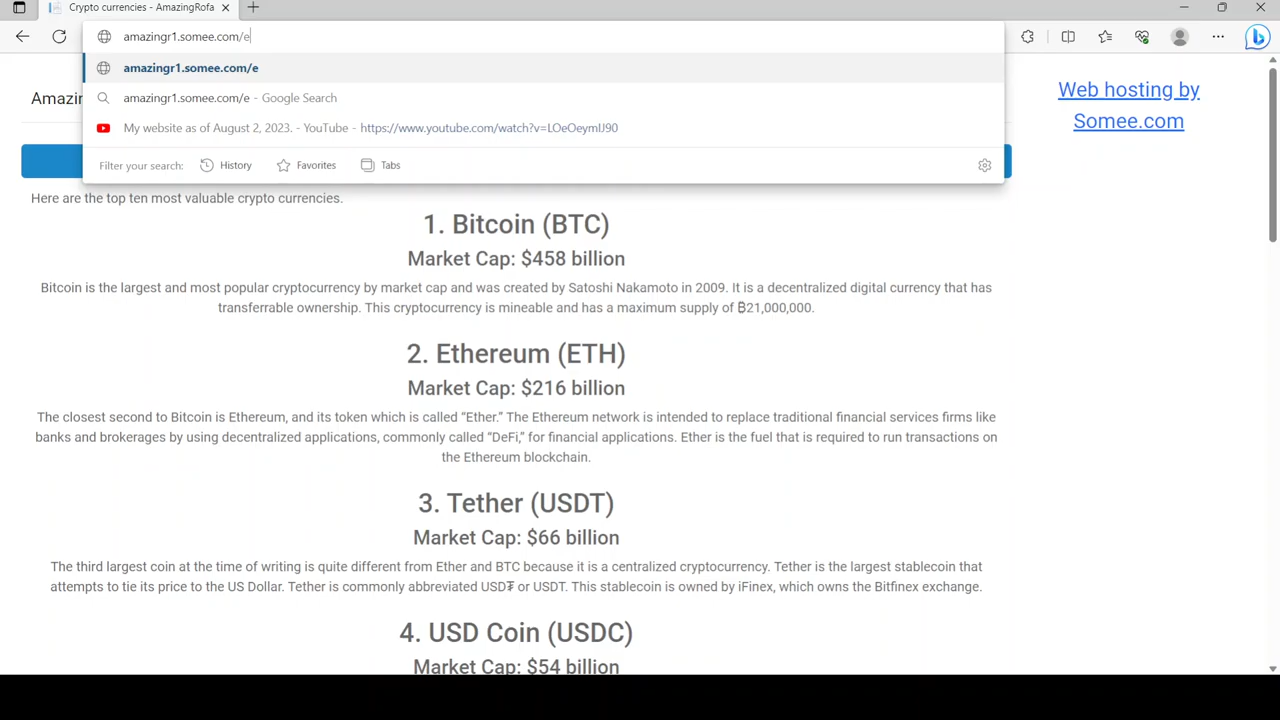 Crypto currencies - AmazingRofa
amazingr1.somee.com/e
amazingr1.somee.com/e
amazingr1.somee.com/e - Google Search
My website as of August 2, 2023. - YouTube - https://www.youtube.com/watch?v=LOeOeymIJ90
Filter your search: History Favorites Tabs
Amazin
Web hosting by
Somee.com
Here are the top ten most valuable crypto currencies.
1. Bitcoin (BTC)
Market Cap: $458 billion
Bitcoin is the largest and most popular cryptocurrency by market cap and was created by Satoshi Nakamoto in 2009. It is a decentralized digital currency that has
transferrable ownership. This cryptocurrency is mineable and has a maximum supply of ₿21,000,000.
2. Ethereum (ETH)
Market Cap: $216 billion
The closest second to Bitcoin is Ethereum, and its token which is called “Ether.” The Ethereum network is intended to replace traditional financial services firms like
banks and brokerages by using decentralized applications, commonly called “DeFi,” for financial applications. Ether is the fuel that is required to run transactions on
the Ethereum blockchain.
3. Tether (USDT)
Market Cap: $66 billion
The third largest coin at the time of writing is quite different from Ether and BTC because it is a centralized cryptocurrency. Tether is the largest stablecoin that
attempts to tie its price to the US Dollar. Tether is commonly abbreviated USD₮ or USDT. This stablecoin is owned by iFinex, which owns the Bitfinex exchange.
4. USD Coin (USDC)
Market Cap: $54 billion